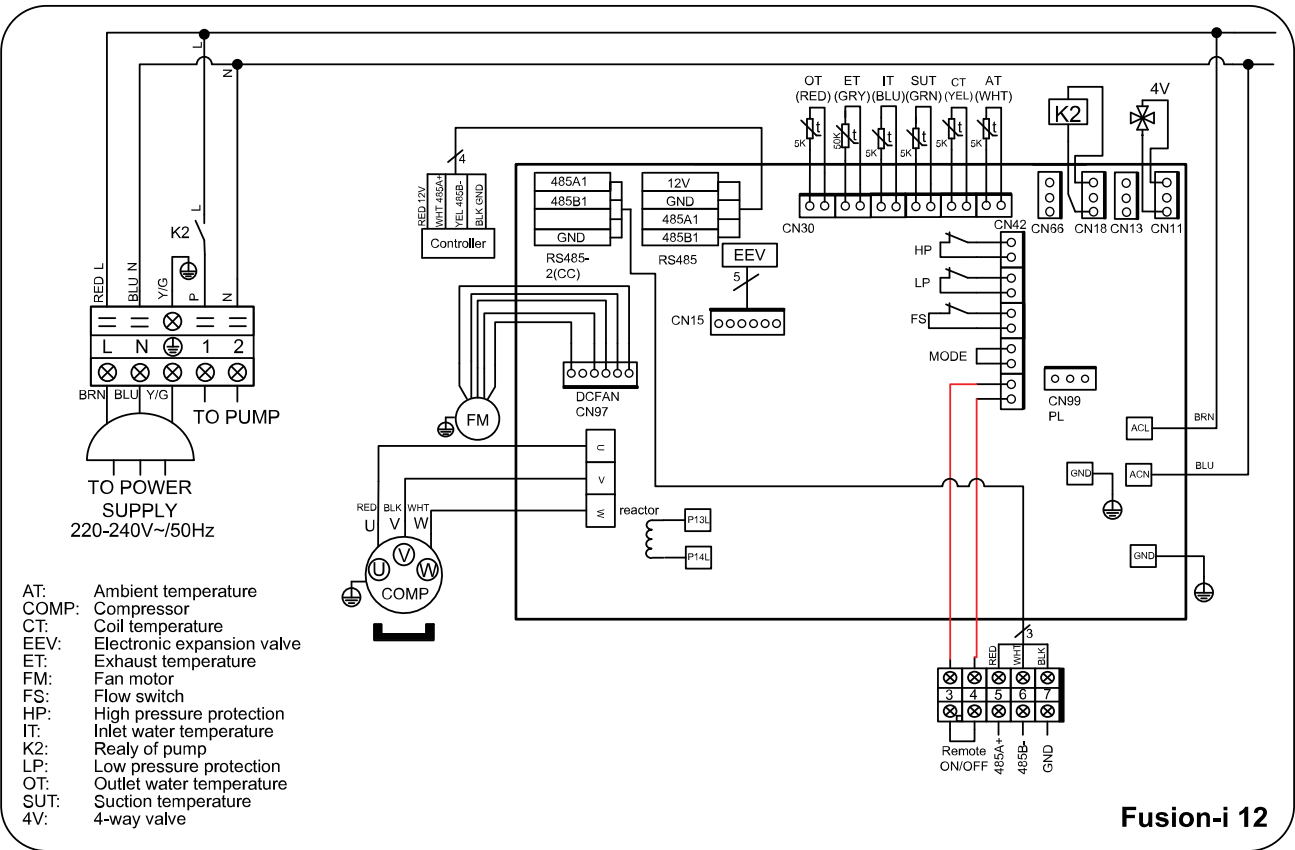 L
N
OT
(RED)
ET
(GRY)
IT
(BLU)
SUT
(GRN)
CT
(YEL)
AT
(WHT)
5K
t
50K
t
5K
t
5K
t
5K
t
5K
t
K2
4V
4
RED 12V
WHT 485A+
YEL 485B-
BLK GND
Controller
485A1
485B1
GND
RS485-
2(CC)
12V
GND
485A1
485B1
RS485
EEV
5
CN15
CN30
CN42
CN66
CN18
CN13
CN11
HP
LP
FS
MODE
CN99
PL
L
K2
RED L
BLU N
Y/G
P
N
L
N
1
2
BRN
BLU
Y/G
TO PUMP
TO POWER
SUPPLY
220-240V~/50Hz
DCFAN
CN97
FM
U
V
W
reactor
P13L
P14L
RED
BLK
WHT
U
V
W
U
V
W
COMP
ACL
BRN
ACN
BLU
GND
GND
3
RED
WHT
BLK
3
4
5
6
7
Remote
ON/OFF
485A+
485B-
GND
AT: Ambient temperature
COMP: Compressor
CT: Coil temperature
EEV: Electronic expansion valve
ET: Exhaust temperature
FM: Fan motor
FS: Flow switch
HP: High pressure protection
IT: Inlet water temperature
K2: Realy of pump
LP: Low pressure protection
OT: Outlet water temperature
SUT: Suction temperature
4V: 4-way valve
Fusion-i 12